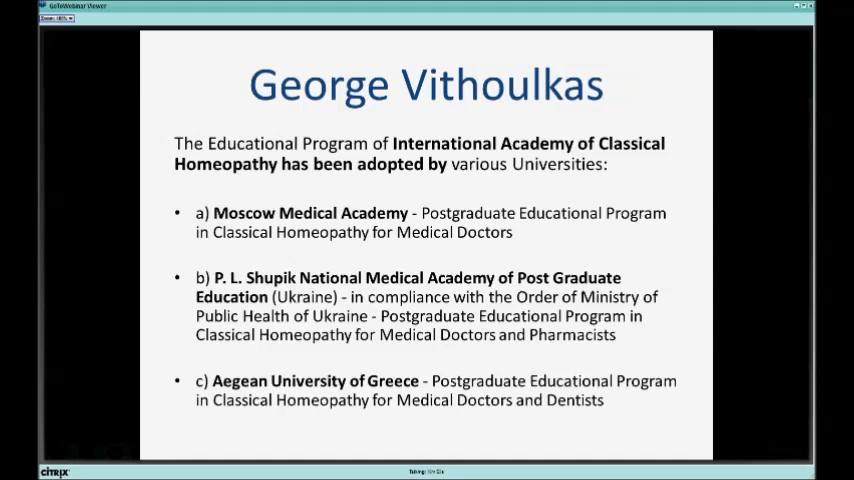 GoToWebinar Viewer
Zoom: 100%
George Vithoulkas
The Educational Program of International Academy of Classical
Homeopathy has been adopted by various Universities:
• a) Moscow Medical Academy - Postgraduate Educational Program
in Classical Homeopathy for Medical Doctors
• b) P. L. Shupik National Medical Academy of Post Graduate
Education (Ukraine) - in compliance with the Order of Ministry of
Public Health of Ukraine - Postgraduate Educational Program in
Classical Homeopathy for Medical Doctors and Pharmacists
• c) Aegean University of Greece - Postgraduate Educational Program
in Classical Homeopathy for Medical Doctors and Dentists
CITRIX
Talking: